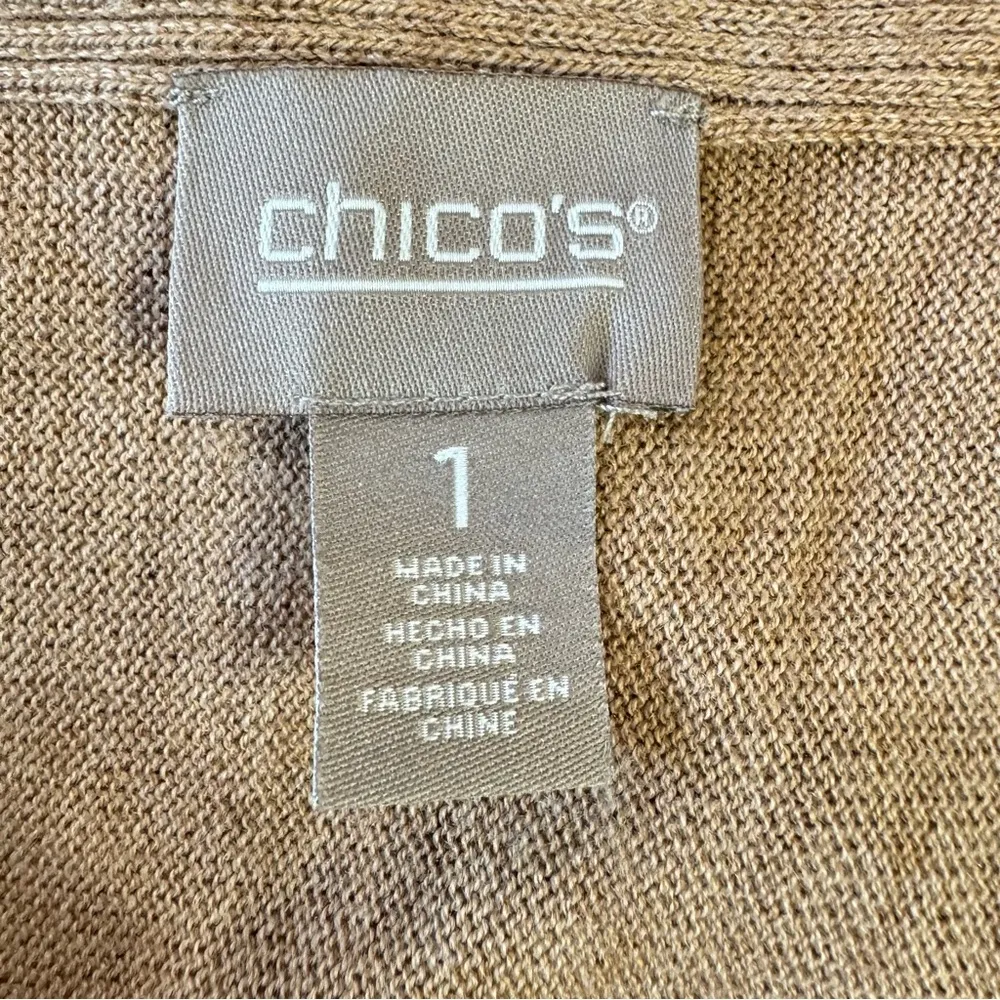 chico's®
1
MADE IN
CHINA
HECHO EN
CHINA
FABRIQUÉ EN
CHINE